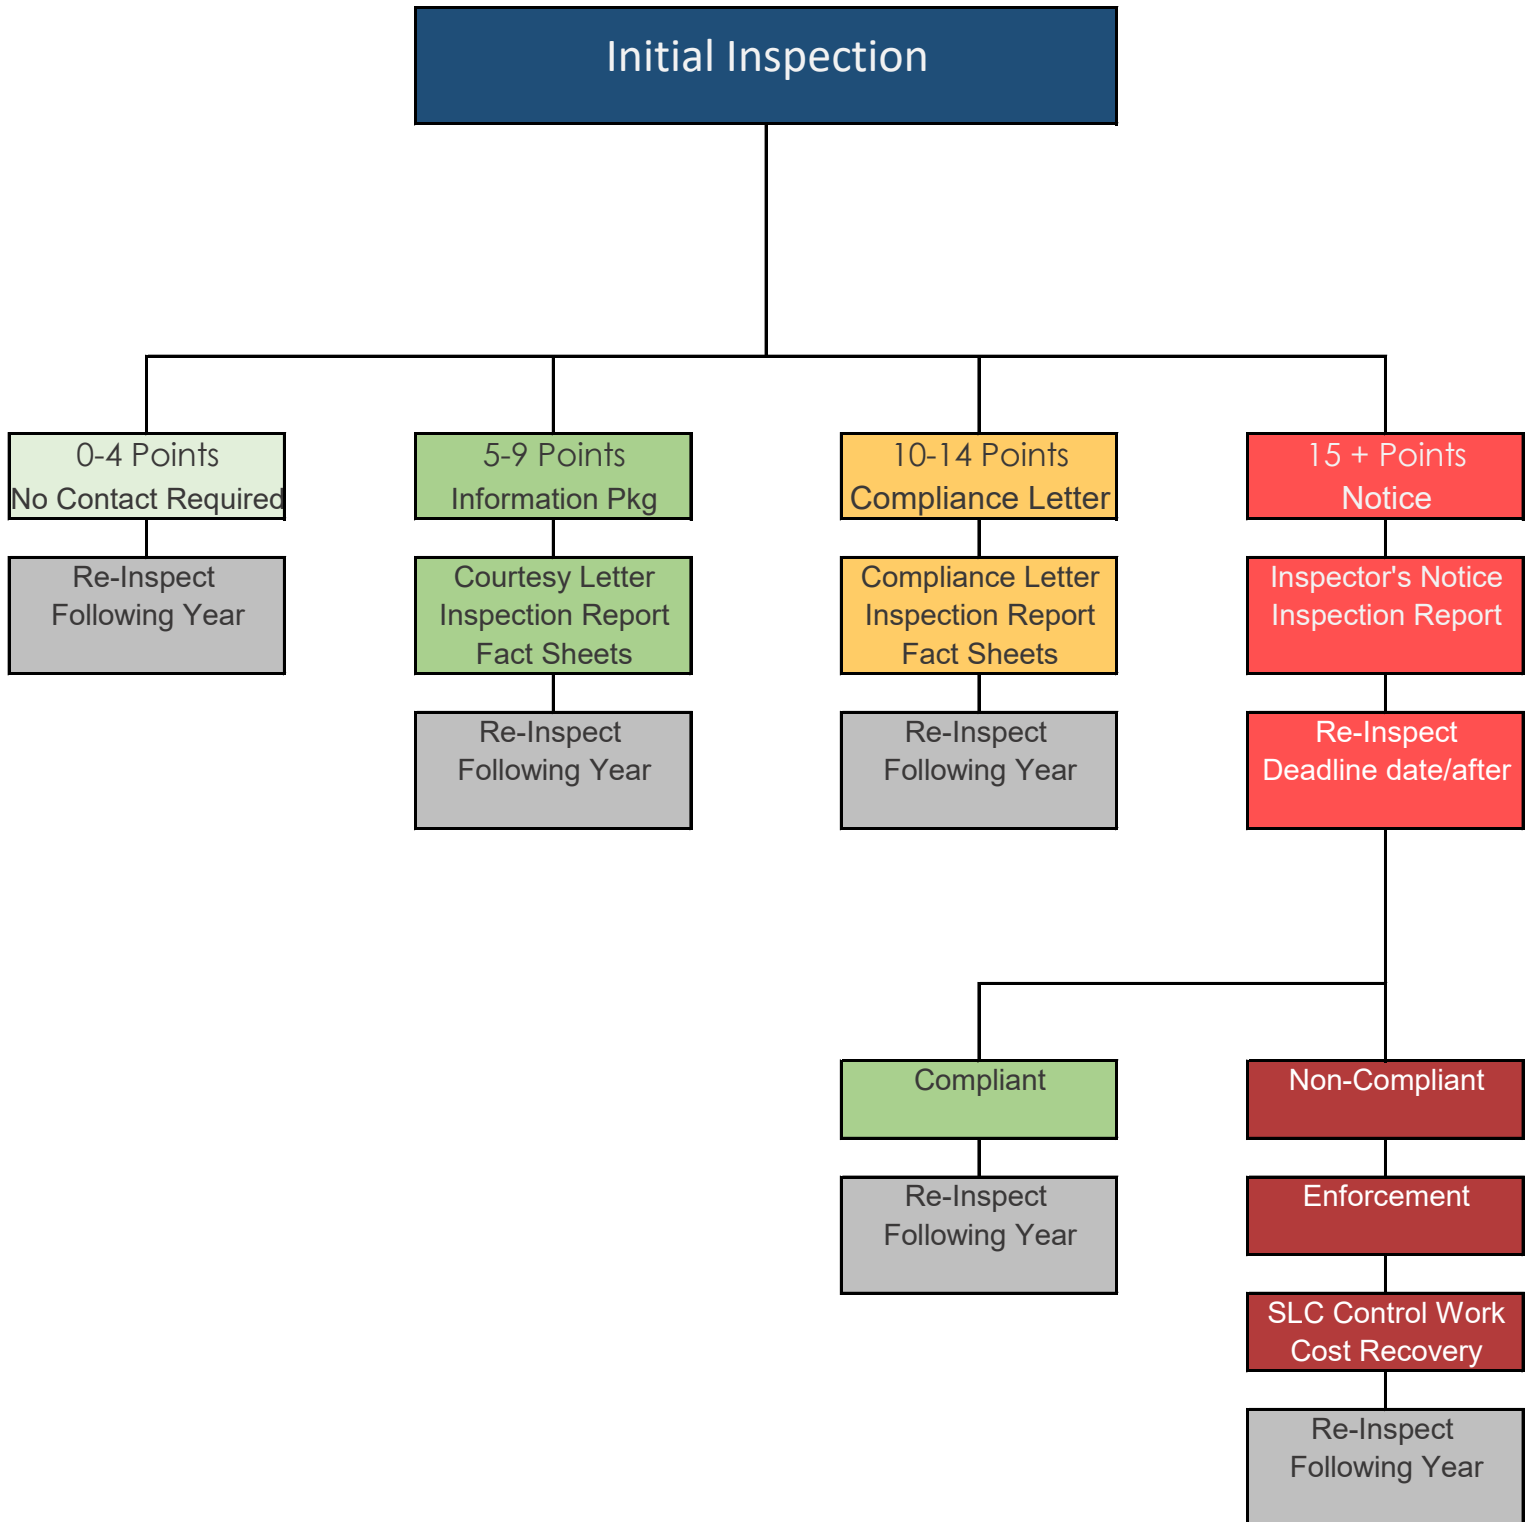 Initial Inspection
0-4 Points
No Contact Required
5-9 Points
Information Pkg
10-14 Points
Compliance Letter
15 + Points
Notice
Re-Inspect
Following Year
Courtesy Letter
Inspection Report
Fact Sheets
Compliance Letter
Inspection Report
Fact Sheets
Inspector's Notice
Inspection Report
Re-Inspect
Following Year
Re-Inspect
Following Year
Re-Inspect
Deadline date/after
Compliant
Non-Compliant
Re-Inspect
Following Year
Enforcement
SLC Control Work
Cost Recovery
Re-Inspect
Following Year